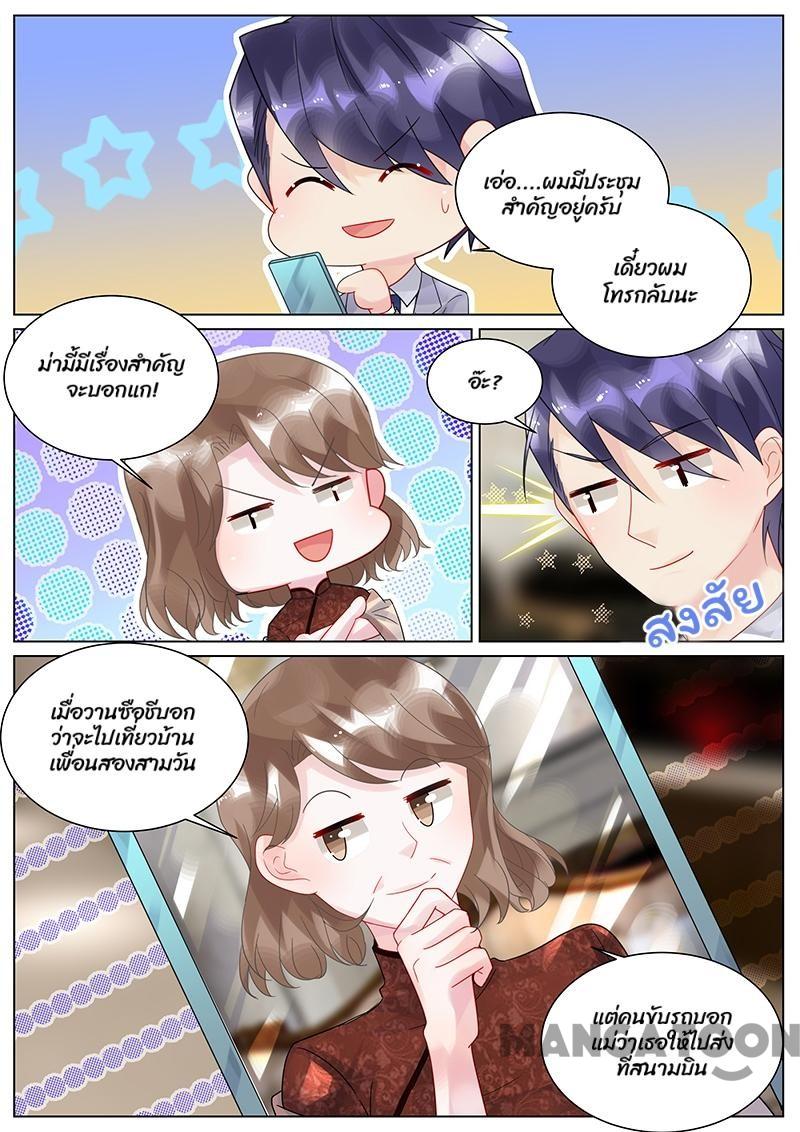 เอ่อ....ผมมีประชุม
สำคัญอยู่ครับ
เดี๋ยวผม
โทรกลับนะ
ม่ามี้มีเรื่องสำคัญ
จะบอกแก!
อ๊ะ?
สงสัย
เมื่อวานซือชีบอก
ว่าจะไปเที่ยวบ้าน
เพื่อนสองสามวัน
แต่คนขับรถบอก
แม่ว่าเธอให้ไปส่ง
ที่สนามบิน
MANGATOON